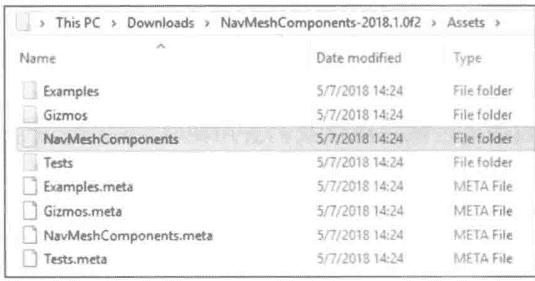 > This PC > Downloads > NavMeshComponents-2018.1.0f2 > Assets >
Name Date modified Type
Examples 5/7/2018 14:24 File folder
Gizmos 5/7/2018 14:24 File folder
NavMeshComponents 5/7/2018 14:24 File folder
Tests 5/7/2018 14:24 File folder
Examples.meta 5/7/2018 14:24 META File
Gizmos.meta 5/7/2018 14:24 META File
NavMeshComponents.meta 5/7/2018 14:24 META File
Tests.meta 5/7/2018 14:24 META File